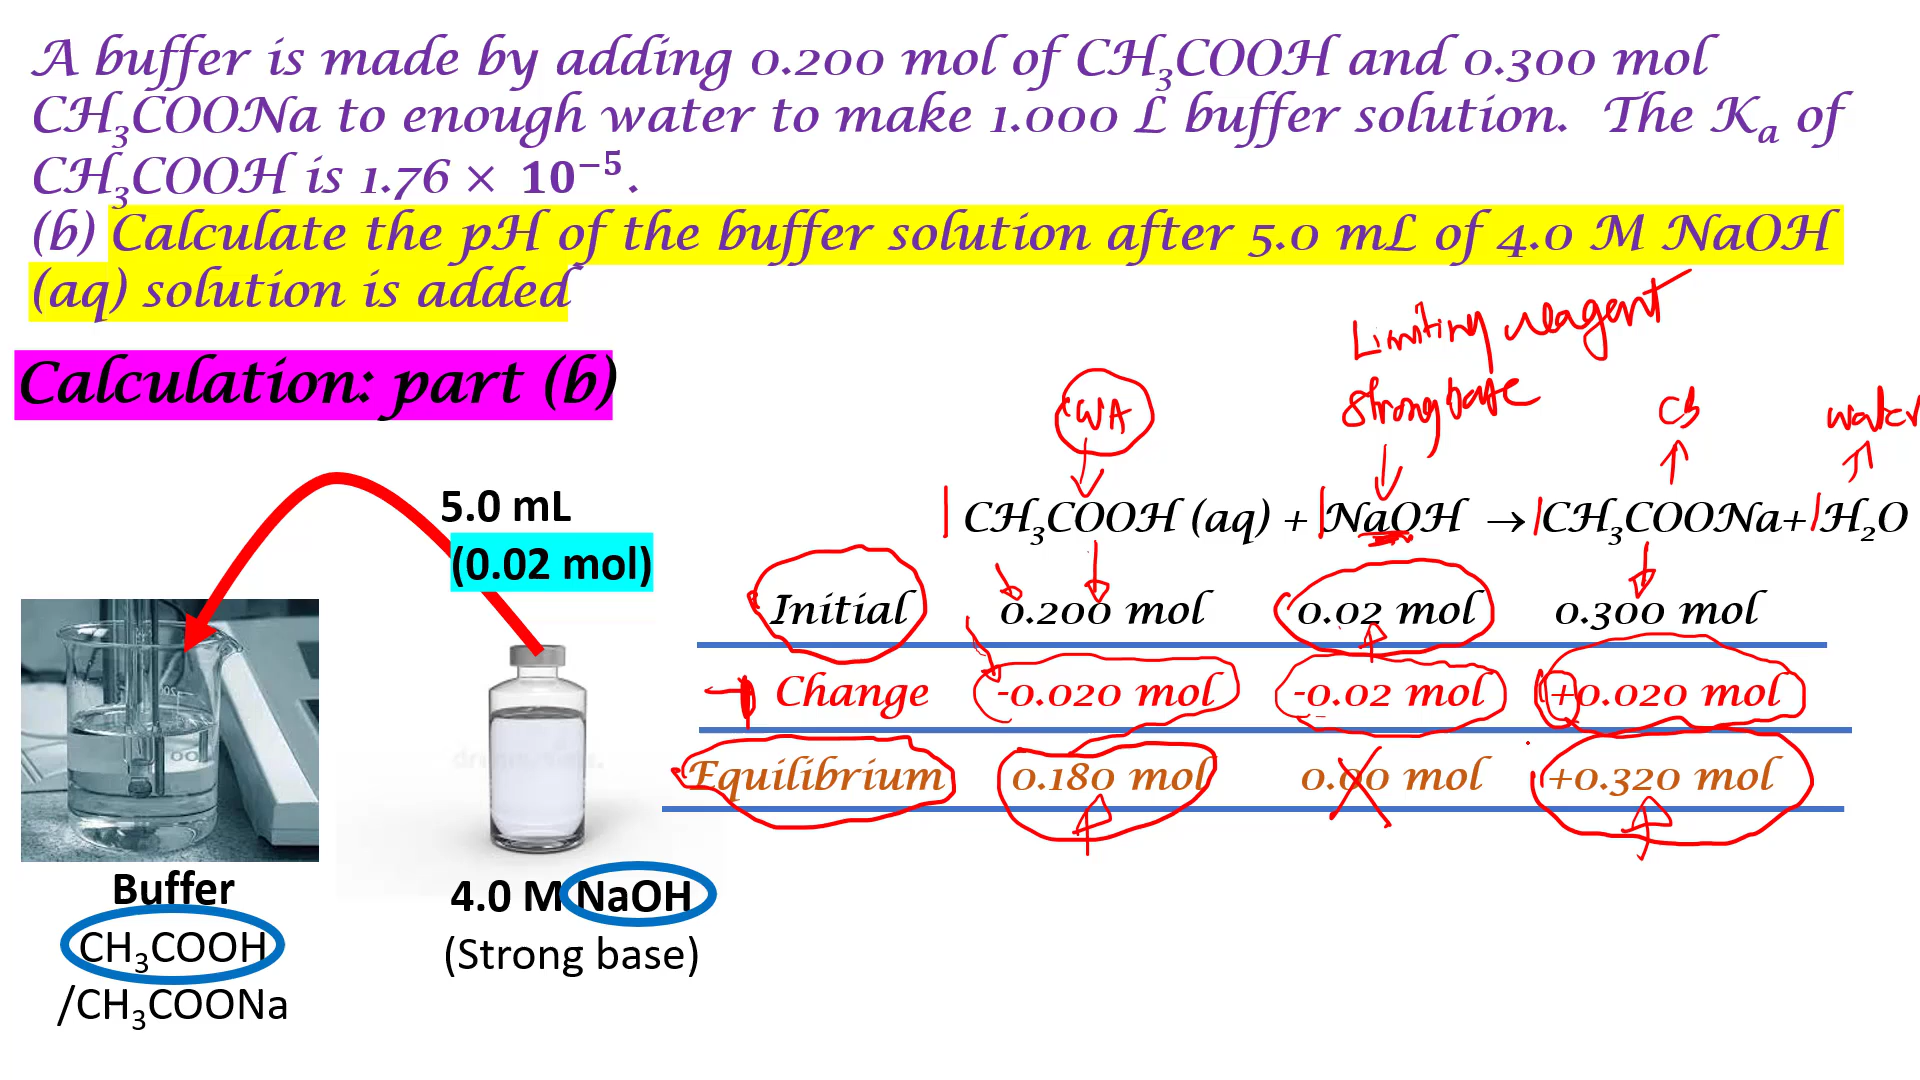 A buffer is made by adding 0.200 mol of CH₃COOH and 0.300 mol
CH₃COONa to enough water to make 1.000 L buffer solution. The Kₐ of
CH₃COOH is 1.76 × 10⁻⁵.
(b) Calculate the pH of the buffer solution after 5.0 mL of 4.0 M NaOH
(aq) solution is added
Calculation: part (b)
Limiting reagent
strong base
WA
CB
water
5.0 mL
(0.02 mol)
1 CH₃COOH (aq) + 1 NaOH → 1 CH₃COONa+ 1 H₂O
Initial 0.200 mol 0.02 mol 0.300 mol
Change -0.020 mol -0.02 mol +0.020 mol
Equilibrium 0.180 mol 0.00 mol +0.320 mol
Buffer
CH₃COOH
/CH₃COONa
4.0 M NaOH
(Strong base)